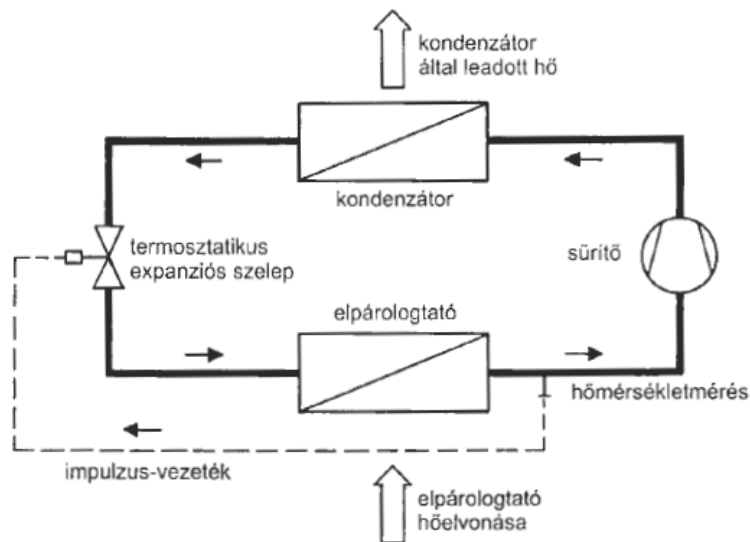 kondenzátor
által leadott hő
kondenzátor
termosztatikus
expanziós szelep
sűrítő
elpárologtató
hőmérsékletmérés
impulzus-vezeték
elpárologtató
hőelvonása